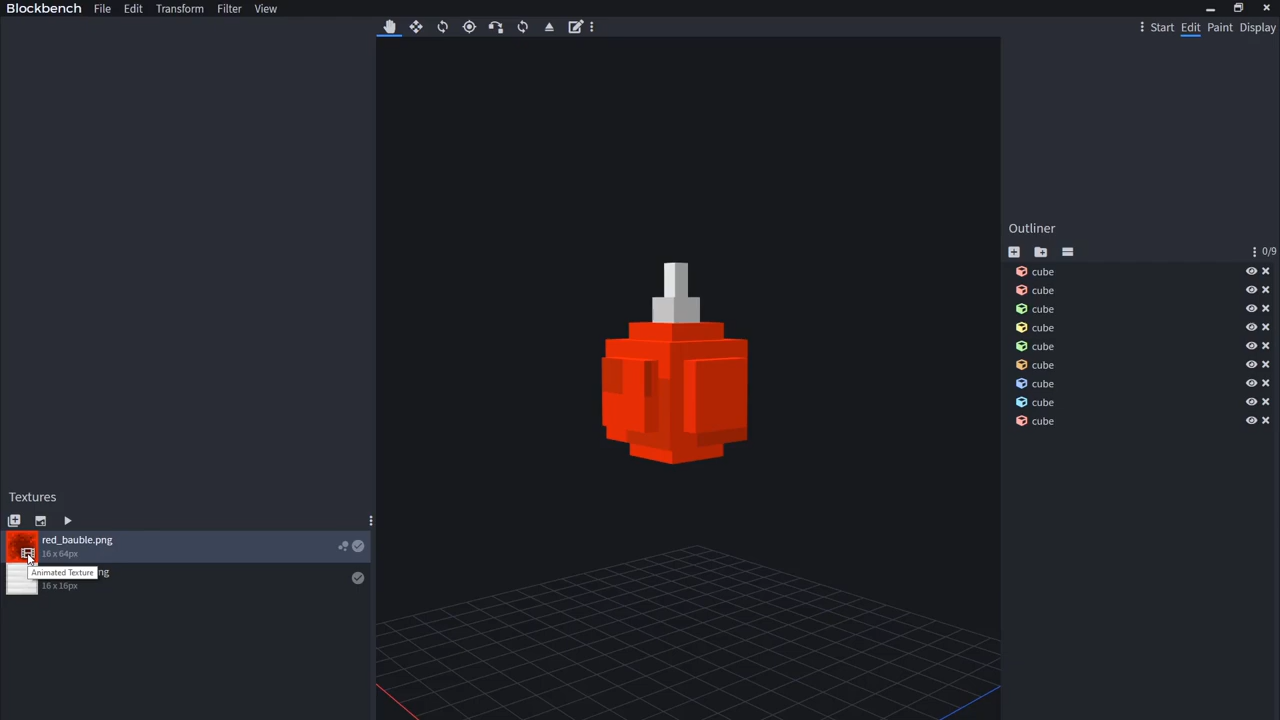 Blockbench File Edit Transform Filter View
Start Edit Paint Display
Outliner
0/9
cube
cube
cube
cube
cube
cube
cube
cube
cube
Textures
red_bauble.png
16 x 64px
Animated Texture
ng
16 x 16px